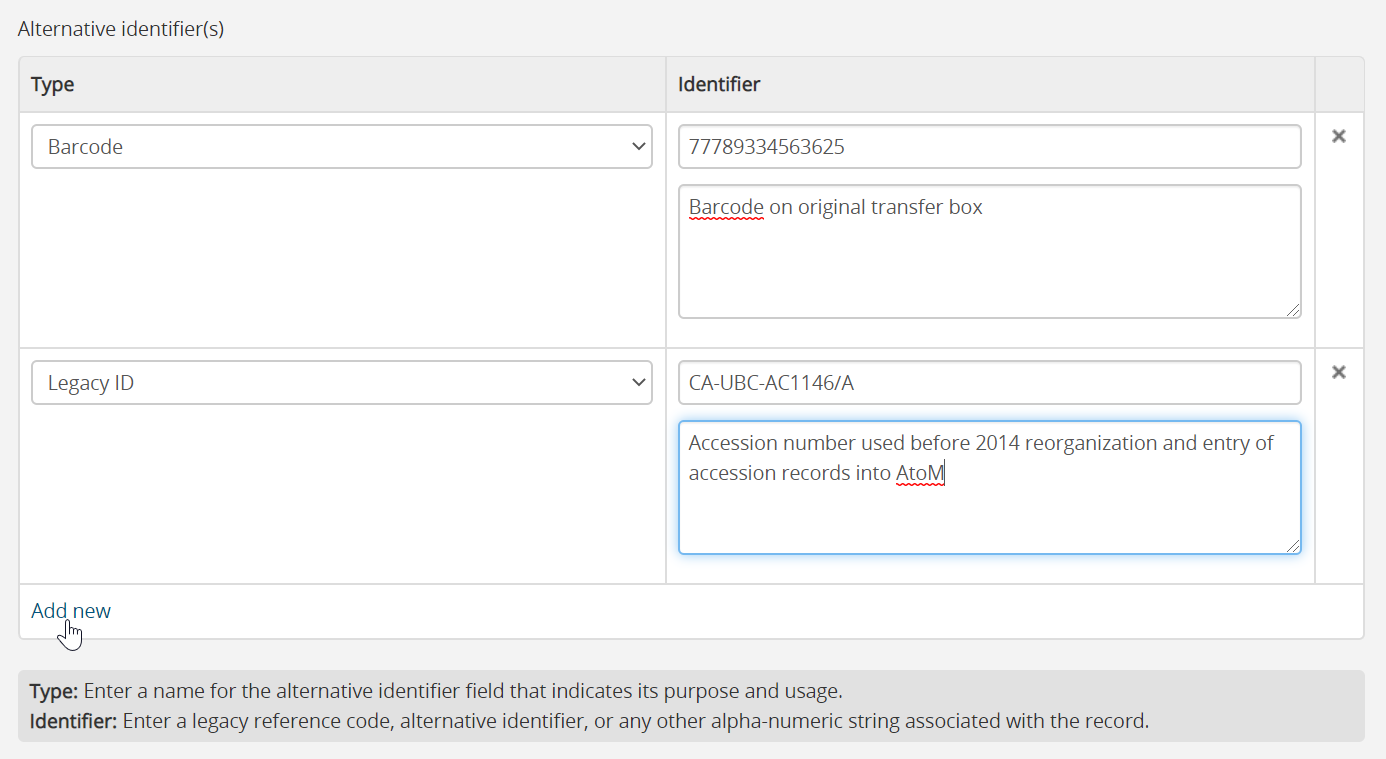 Alternative identifier(s)
Type
Identifier
Barcode
77789334563625
Barcode on original transfer box
Legacy ID
CA-UBC-AC1146/A
Accession number used before 2014 reorganization and entry of
accession records into AtoM
Add new
Type: Enter a name for the alternative identifier field that indicates its purpose and usage.
Identifier: Enter a legacy reference code, alternative identifier, or any other alpha-numeric string associated with the record.